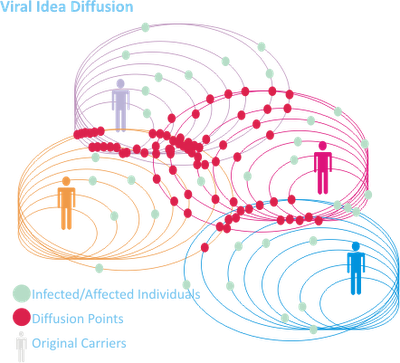 Viral Idea Diffusion
Infected/Affected Individuals
Diffusion Points
Original Carriers